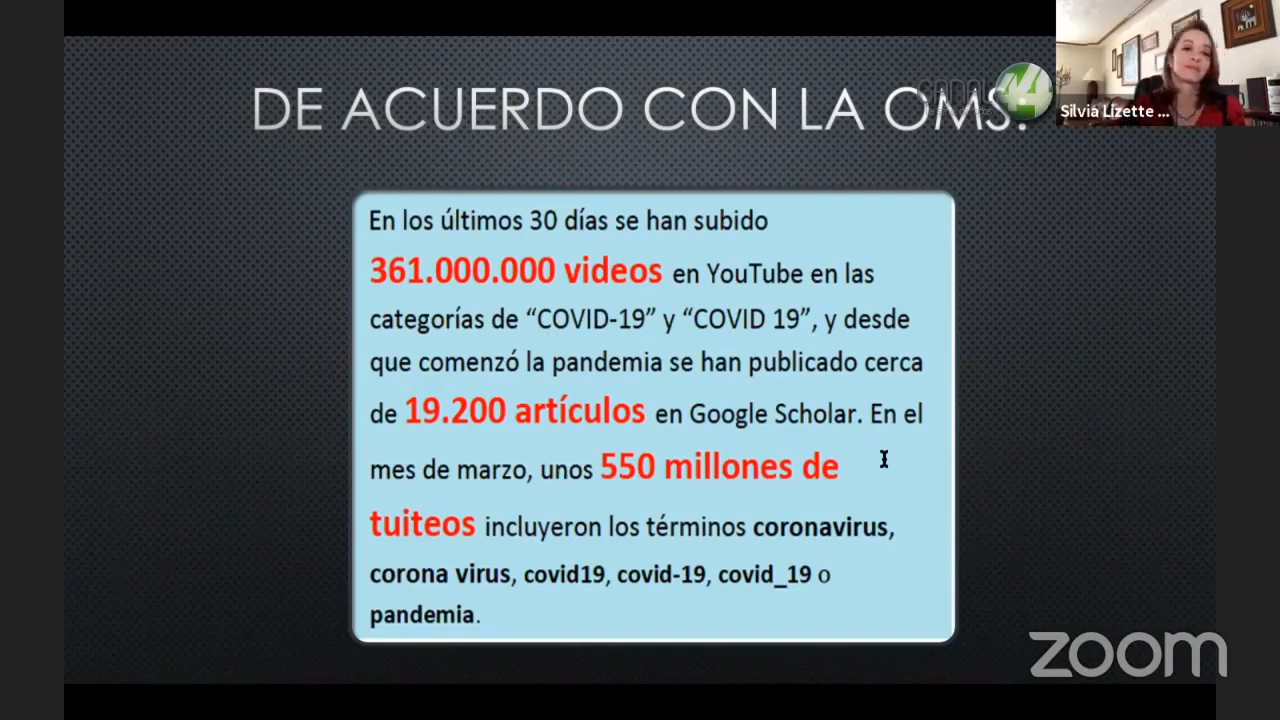 DE ACUERDO CON LA OMS:
Silvia Lizette ...
En los últimos 30 días se han subido
361.000.000 videos en YouTube en las
categorías de “COVID-19” y “COVID 19”, y desde
que comenzó la pandemia se han publicado cerca
de 19.200 artículos en Google Scholar. En el
mes de marzo, unos 550 millones de
tuiteos incluyeron los términos coronavirus,
corona virus, covid19, covid-19, covid_19 o
pandemia.
zoom